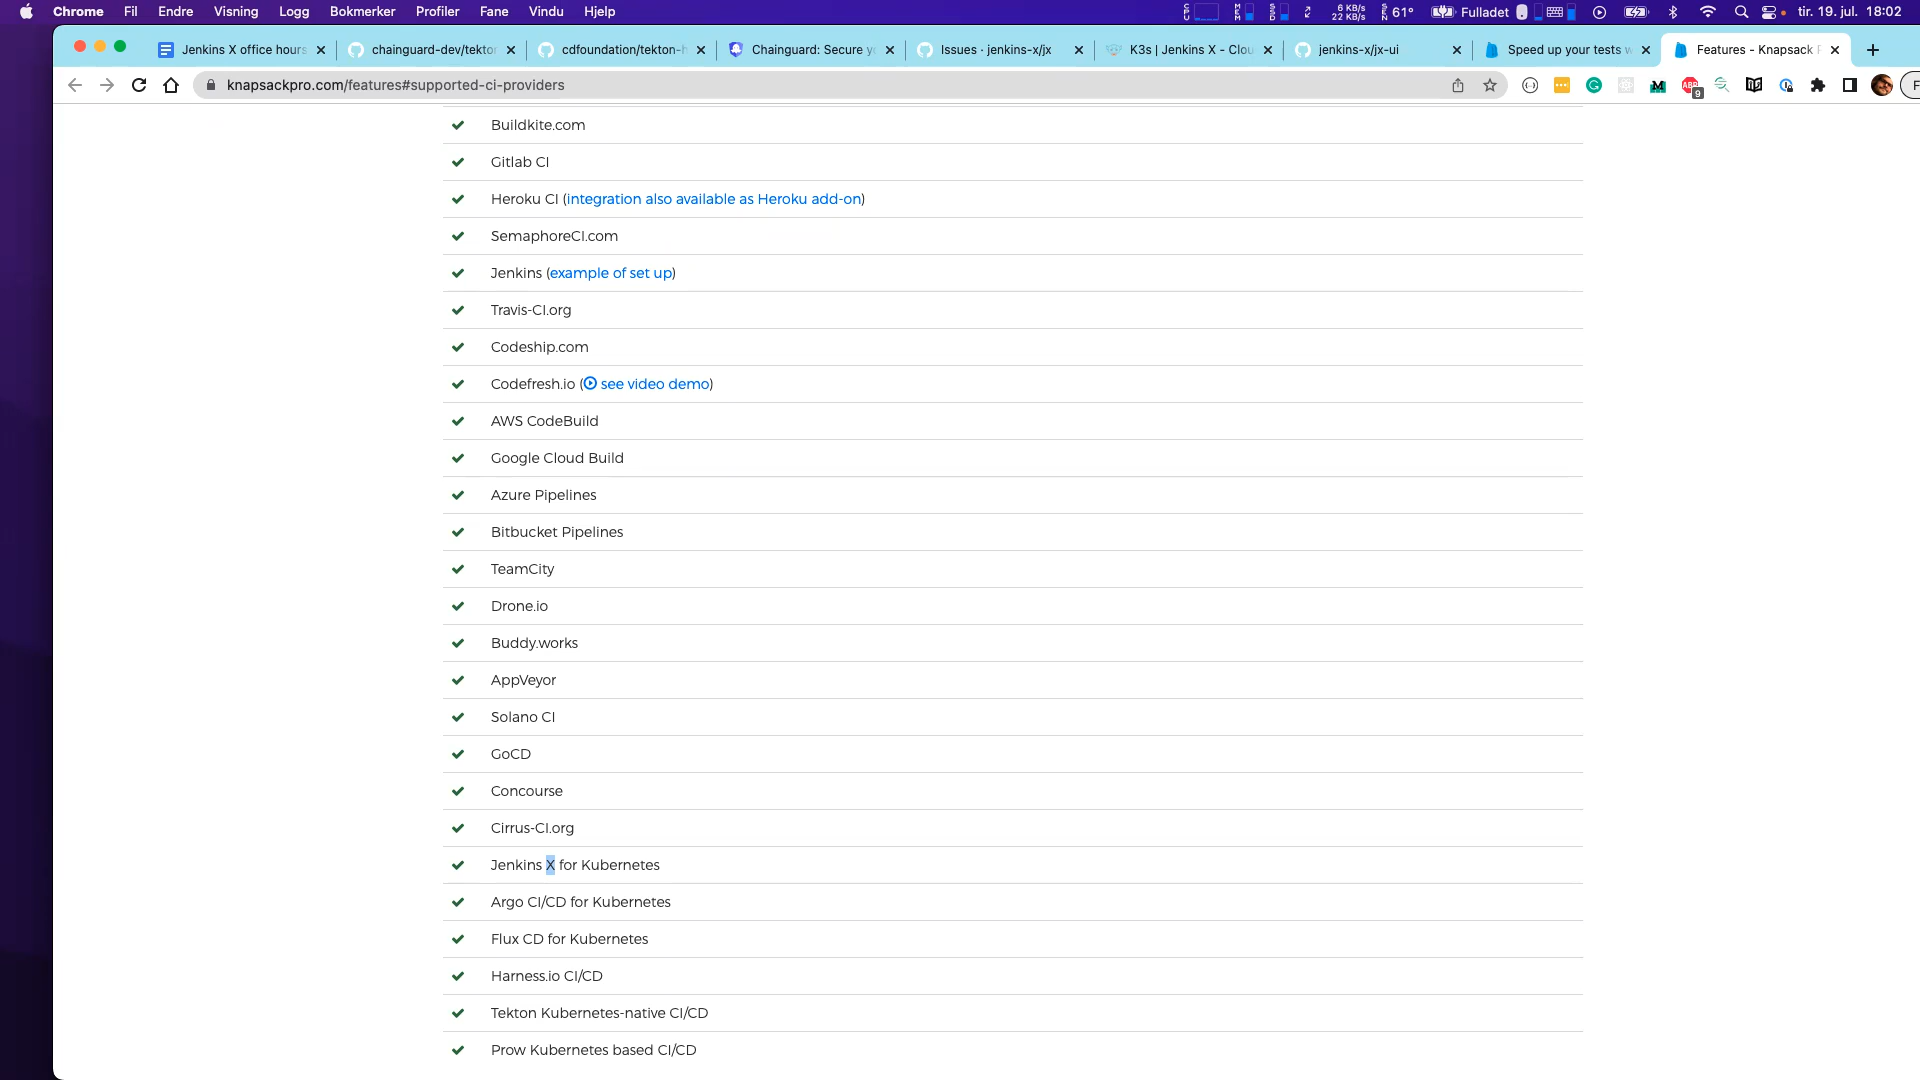 Chrome Fil Endre Visning Logg Bokmerker Profiler Fane Vindu Hjelp 6 KB/s 22 KB/s 61° Fulladet tir. 19. jul. 18:02
Jenkins X office hours chainguard-dev/tekton cdfoundation/tekton-h Chainguard: Secure yo Issues · jenkins-x/jx K3s | Jenkins X - Clou jenkins-x/jx-ui Speed up your tests w Features - Knapsack P
knapsackpro.com/features#supported-ci-providers
Buildkite.com
Gitlab CI
Heroku CI (integration also available as Heroku add-on)
SemaphoreCI.com
Jenkins (example of set up)
Travis-CI.org
Codeship.com
Codefresh.io (see video demo)
AWS CodeBuild
Google Cloud Build
Azure Pipelines
Bitbucket Pipelines
TeamCity
Drone.io
Buddy.works
AppVeyor
Solano CI
GoCD
Concourse
Cirrus-CI.org
Jenkins X for Kubernetes
Argo CI/CD for Kubernetes
Flux CD for Kubernetes
Harness.io CI/CD
Tekton Kubernetes-native CI/CD
Prow Kubernetes based CI/CD